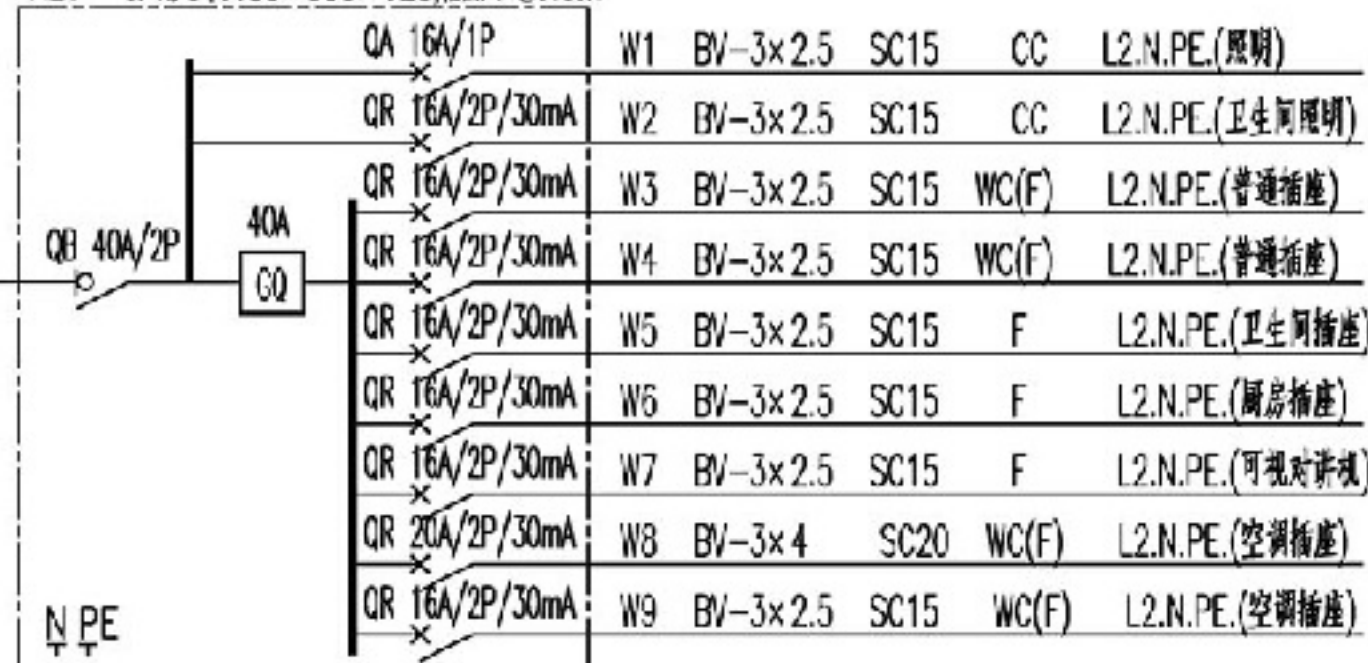 QA 16A/1P W1 BV-3×2.5 SC15 CC L2.N.PE.(照明)
QR 16A/2P/30mA W2 BV-3×2.5 SC15 CC L2.N.PE.(卫生间照明)
QR 16A/2P/30mA W3 BV-3×2.5 SC15 WC(F) L2.N.PE.(普通插座)
QB 40A/2P 40A GQ QR 16A/2P/30mA W4 BV-3×2.5 SC15 WC(F) L2.N.PE.(普通插座)
QR 16A/2P/30mA W5 BV-3×2.5 SC15 F L2.N.PE.(卫生间插座)
QR 16A/2P/30mA W6 BV-3×2.5 SC15 F L2.N.PE.(厨房插座)
QR 16A/2P/30mA W7 BV-3×2.5 SC15 F L2.N.PE.(可视对讲机)
QR 20A/2P/30mA W8 BV-3×4 SC20 WC(F) L2.N.PE.(空调插座)
N PE QR 16A/2P/30mA W9 BV-3×2.5 SC15 WC(F) L2.N.PE.(空调插座)